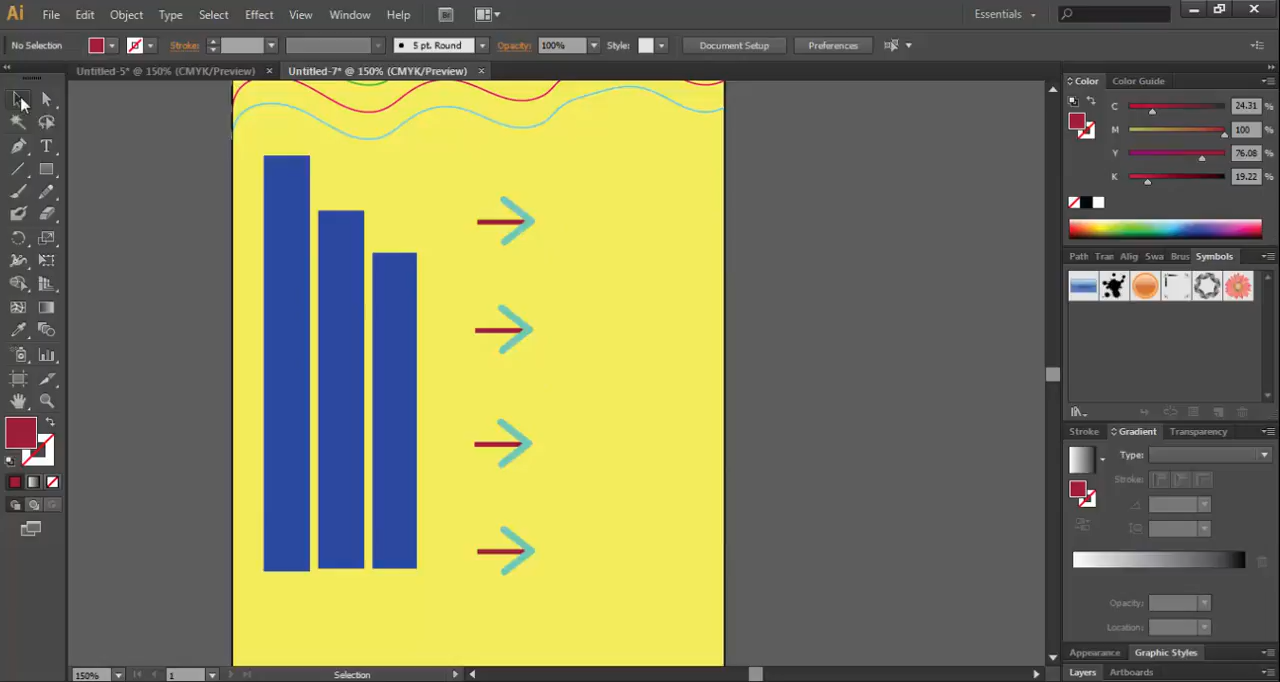 Ai File Edit Object Type Select Effect View Window Help Br Essentials
No Selection Stroke: 5 pt. Round Opacity: 100% Style: Document Setup Preferences
Untitled-5* @ 150% (CMYK/Preview) × Untitled-7* @ 150% (CMYK/Preview) ×
Color Color Guide
C 24.31 %
M 100 %
Y 76.08 %
K 19.22 %
Path Tran Alig Swa Brus Symbols
Stroke Gradient Transparency
Type:
Stroke:
Opacity:
Location:
Appearance Graphic Styles
Layers Artboards
150% 1 Selection